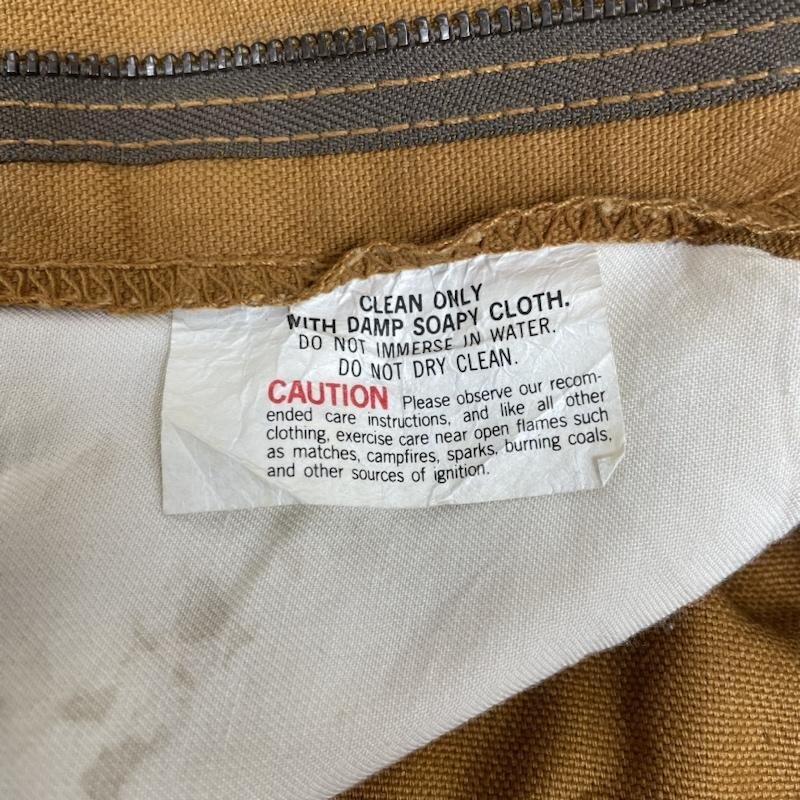 CLEAN ONLY
WITH DAMP SOAPY CLOTH.
DO NOT IMMERSE IN WATER.
DO NOT DRY CLEAN.
CAUTION Please observe our recom-
ended care instructions, and like all other
clothing, exercise care near open flames such
as matches, campfires, sparks, burning coals,
and other sources of ignition.